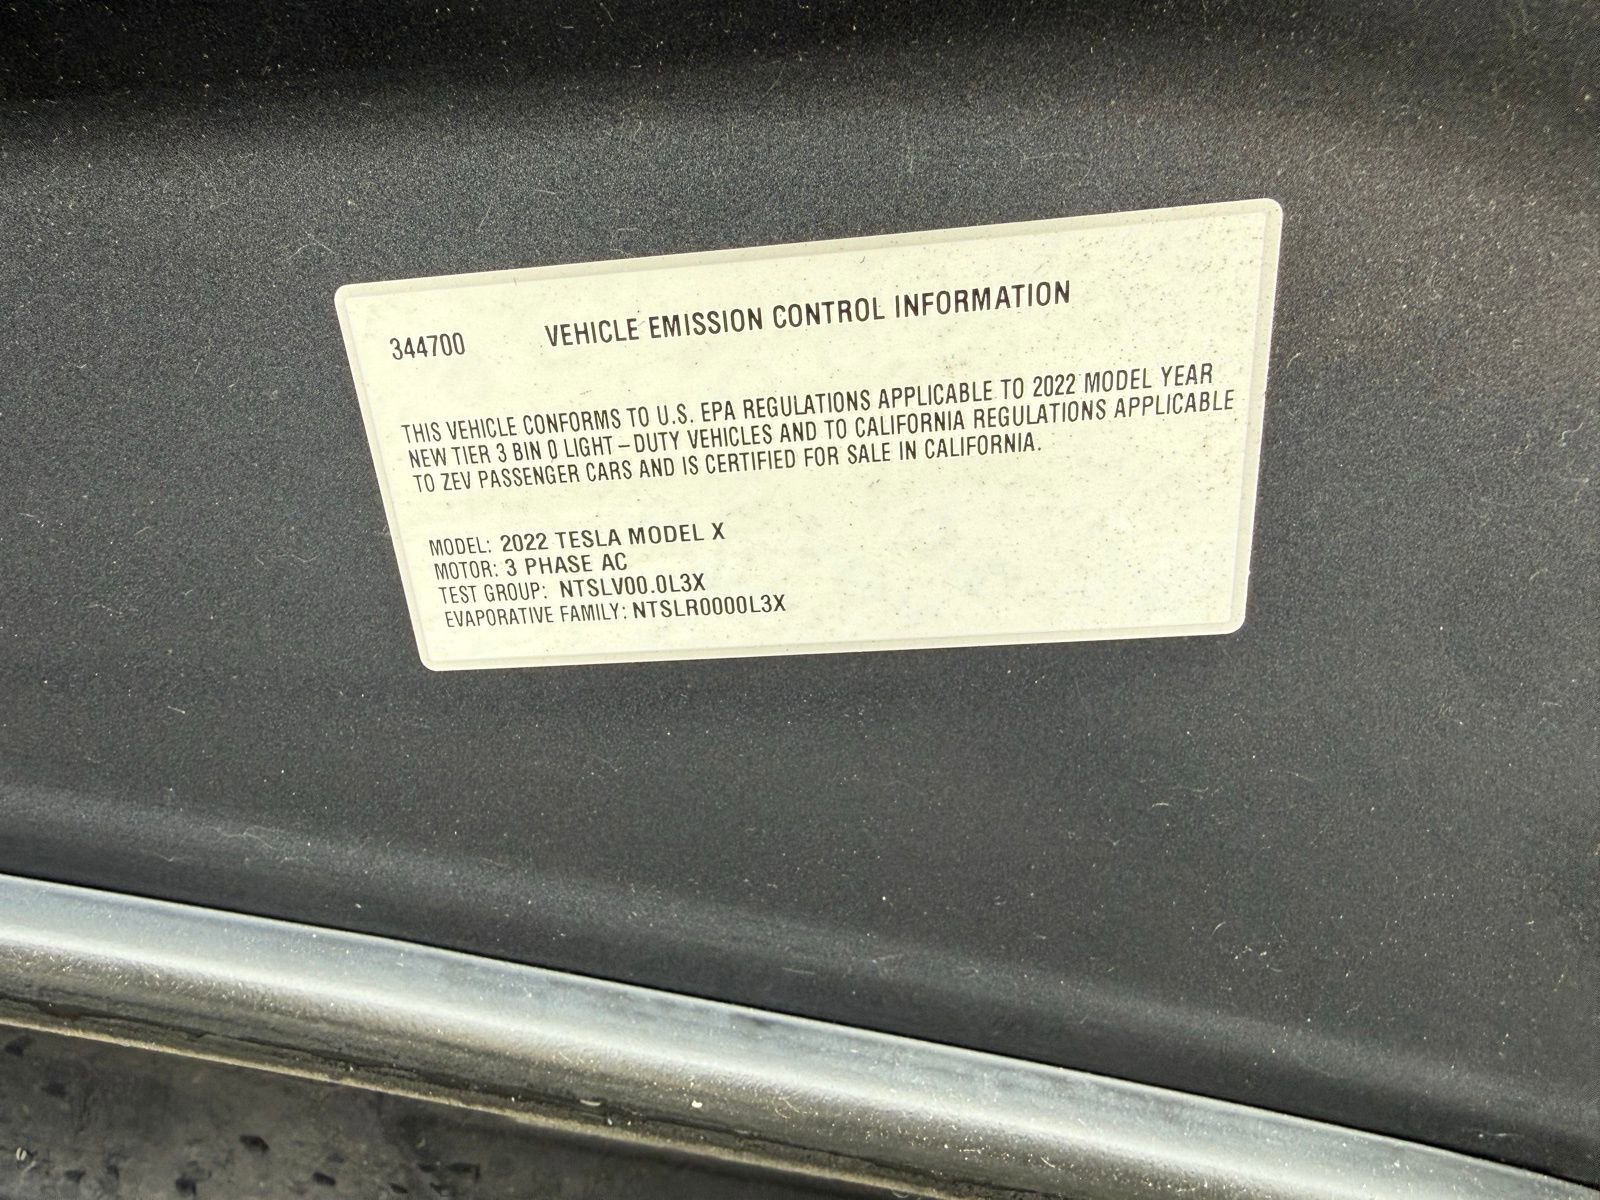 344700 VEHICLE EMISSION CONTROL INFORMATION
THIS VEHICLE CONFORMS TO U.S. EPA REGULATIONS APPLICABLE TO 2022 MODEL YEAR
NEW TIER 3 BIN 0 LIGHT-DUTY VEHICLES AND TO CALIFORNIA REGULATIONS APPLICABLE
TO ZEV PASSENGER CARS AND IS CERTIFIED FOR SALE IN CALIFORNIA.
MODEL: 2022 TESLA MODEL X
MOTOR: 3 PHASE AC
TEST GROUP: NTSLV00.0L3X
EVAPORATIVE FAMILY: NTSLR0000L3X